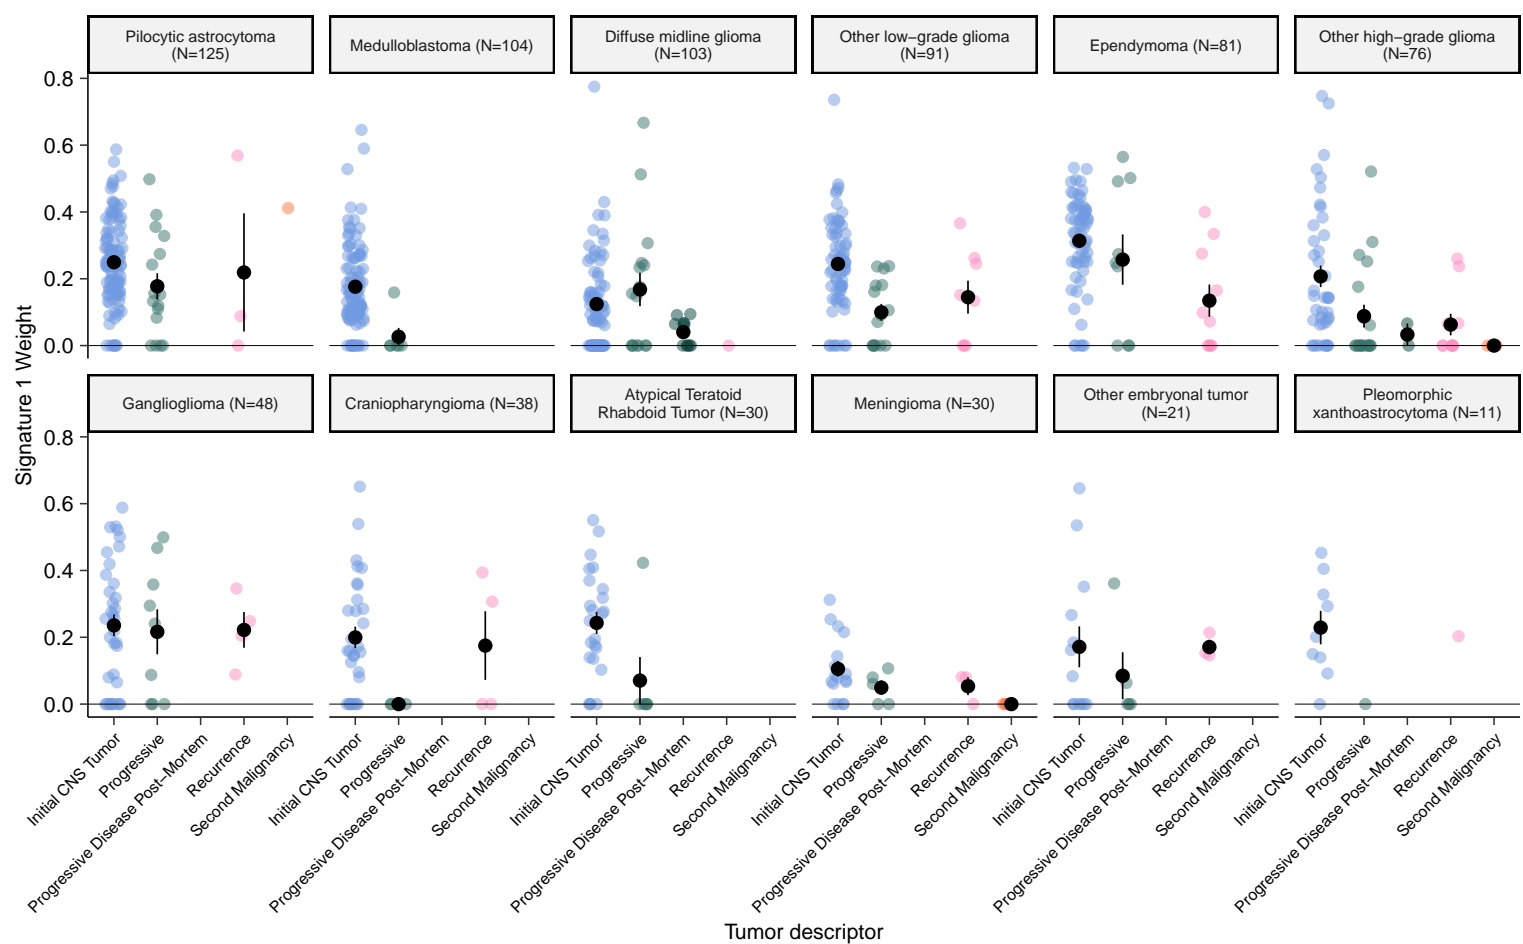 Pilocytic astrocytoma
(N=125)
Medulloblastoma (N=104)
Diffuse midline glioma
(N=103)
Other low−grade glioma
(N=91)
Ependymoma (N=81)
Other high−grade glioma
(N=76)
0.8
0.6
0.4
0.2
0.0
Signature 1 Weight
Ganglioglioma (N=48)
Craniopharyngioma (N=38)
Atypical Teratoid
Rhabdoid Tumor (N=30)
Meningioma (N=30)
Other embryonal tumor
(N=21)
Pleomorphic
xanthoastrocytoma (N=11)
0.8
0.6
0.4
0.2
0.0
Initial CNS Tumor
Progressive
Progressive Disease Post−Mortem
Recurrence
Second Malignancy
Initial CNS Tumor
Progressive
Progressive Disease Post−Mortem
Recurrence
Second Malignancy
Initial CNS Tumor
Progressive
Progressive Disease Post−Mortem
Recurrence
Second Malignancy
Initial CNS Tumor
Progressive
Progressive Disease Post−Mortem
Recurrence
Second Malignancy
Initial CNS Tumor
Progressive
Progressive Disease Post−Mortem
Recurrence
Second Malignancy
Initial CNS Tumor
Progressive
Progressive Disease Post−Mortem
Recurrence
Second Malignancy
Tumor descriptor